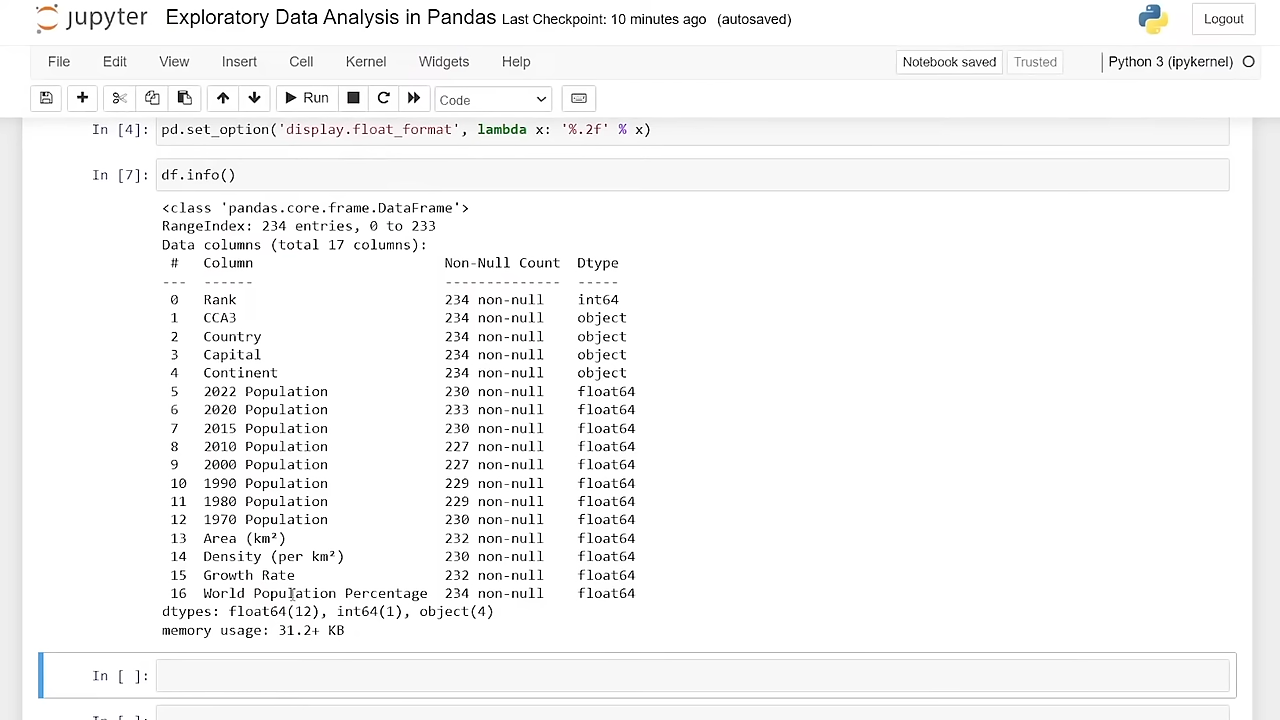 jupyter Exploratory Data Analysis in Pandas Last Checkpoint: 10 minutes ago (autosaved) Logout
File Edit View Insert Cell Kernel Widgets Help Notebook saved Trusted Python 3 (ipykernel)
Run Code
In [4]: pd.set_option('display.float_format', lambda x: '%.2f' % x)
In [7]: df.info()
<class 'pandas.core.frame.DataFrame'>
RangeIndex: 234 entries, 0 to 233
Data columns (total 17 columns):
# Column Non-Null Count Dtype
--- ------ -------------- -----
0 Rank 234 non-null int64
1 CCA3 234 non-null object
2 Country 234 non-null object
3 Capital 234 non-null object
4 Continent 234 non-null object
5 2022 Population 230 non-null float64
6 2020 Population 233 non-null float64
7 2015 Population 230 non-null float64
8 2010 Population 227 non-null float64
9 2000 Population 227 non-null float64
10 1990 Population 229 non-null float64
11 1980 Population 229 non-null float64
12 1970 Population 230 non-null float64
13 Area (km²) 232 non-null float64
14 Density (per km²) 230 non-null float64
15 Growth Rate 232 non-null float64
16 World Population Percentage 234 non-null float64
dtypes: float64(12), int64(1), object(4)
memory usage: 31.2+ KB
In [ ]:
In [ ]: